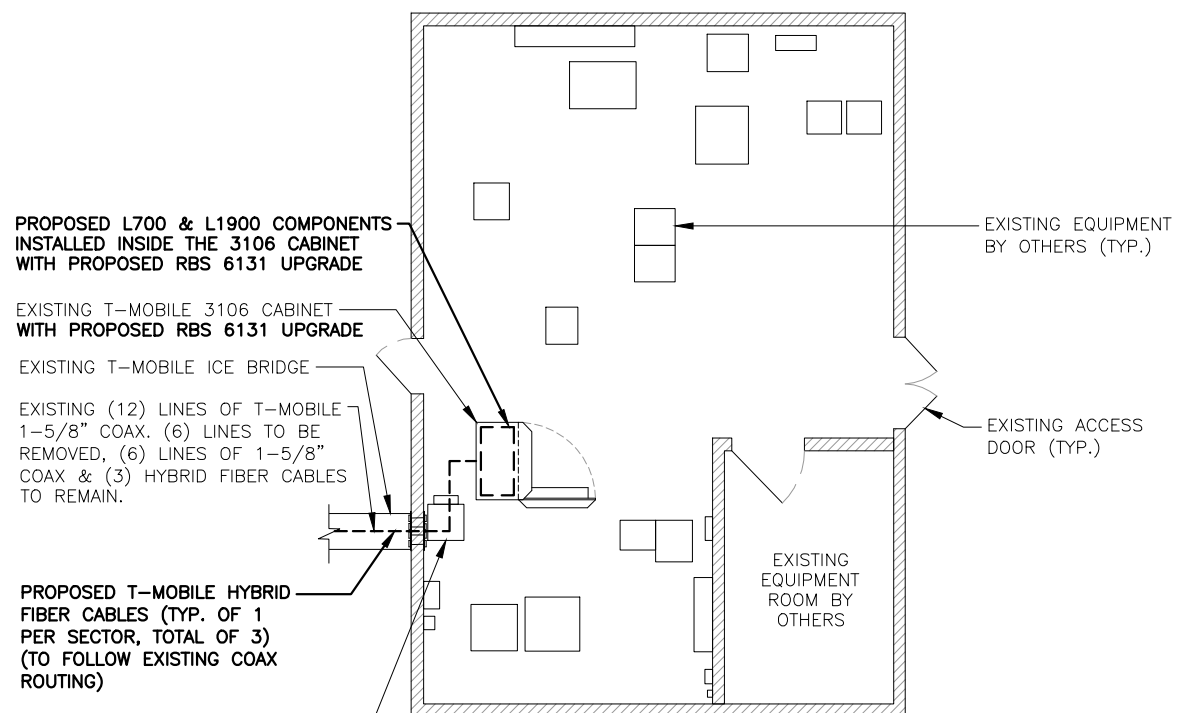 PROPOSED L700 & L1900 COMPONENTS
INSTALLED INSIDE THE 3106 CABINET
WITH PROPOSED RBS 6131 UPGRADE
EXISTING T-MOBILE 3106 CABINET
WITH PROPOSED RBS 6131 UPGRADE
EXISTING T-MOBILE ICE BRIDGE
EXISTING (12) LINES OF T-MOBILE
1-5/8" COAX. (6) LINES TO BE
REMOVED, (6) LINES OF 1-5/8"
COAX & (3) HYBRID FIBER CABLES
TO REMAIN.
PROPOSED T-MOBILE HYBRID
FIBER CABLES (TYP. OF 1
PER SECTOR, TOTAL OF 3)
(TO FOLLOW EXISTING COAX
ROUTING)
EXISTING EQUIPMENT
BY OTHERS (TYP.)
EXISTING ACCESS
DOOR (TYP.)
EXISTING
EQUIPMENT
ROOM BY
OTHERS